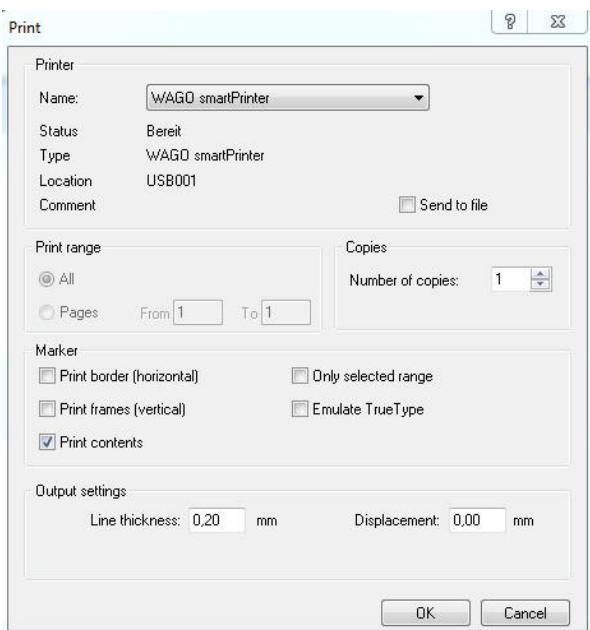 Print
Printer
Name: WAGO smartPrinter
Status Bereit
Type WAGO smartPrinter
Location USB001
Comment Send to file
Print range
All
Pages From 1 To 1
Copies
Number of copies: 1
Marker
Print border (horizontal) Only selected range
Print frames (vertical) Emulate TrueType
Print contents
Output settings
Line thickness: 0,20 mm Displacement: 0,00 mm
OK Cancel